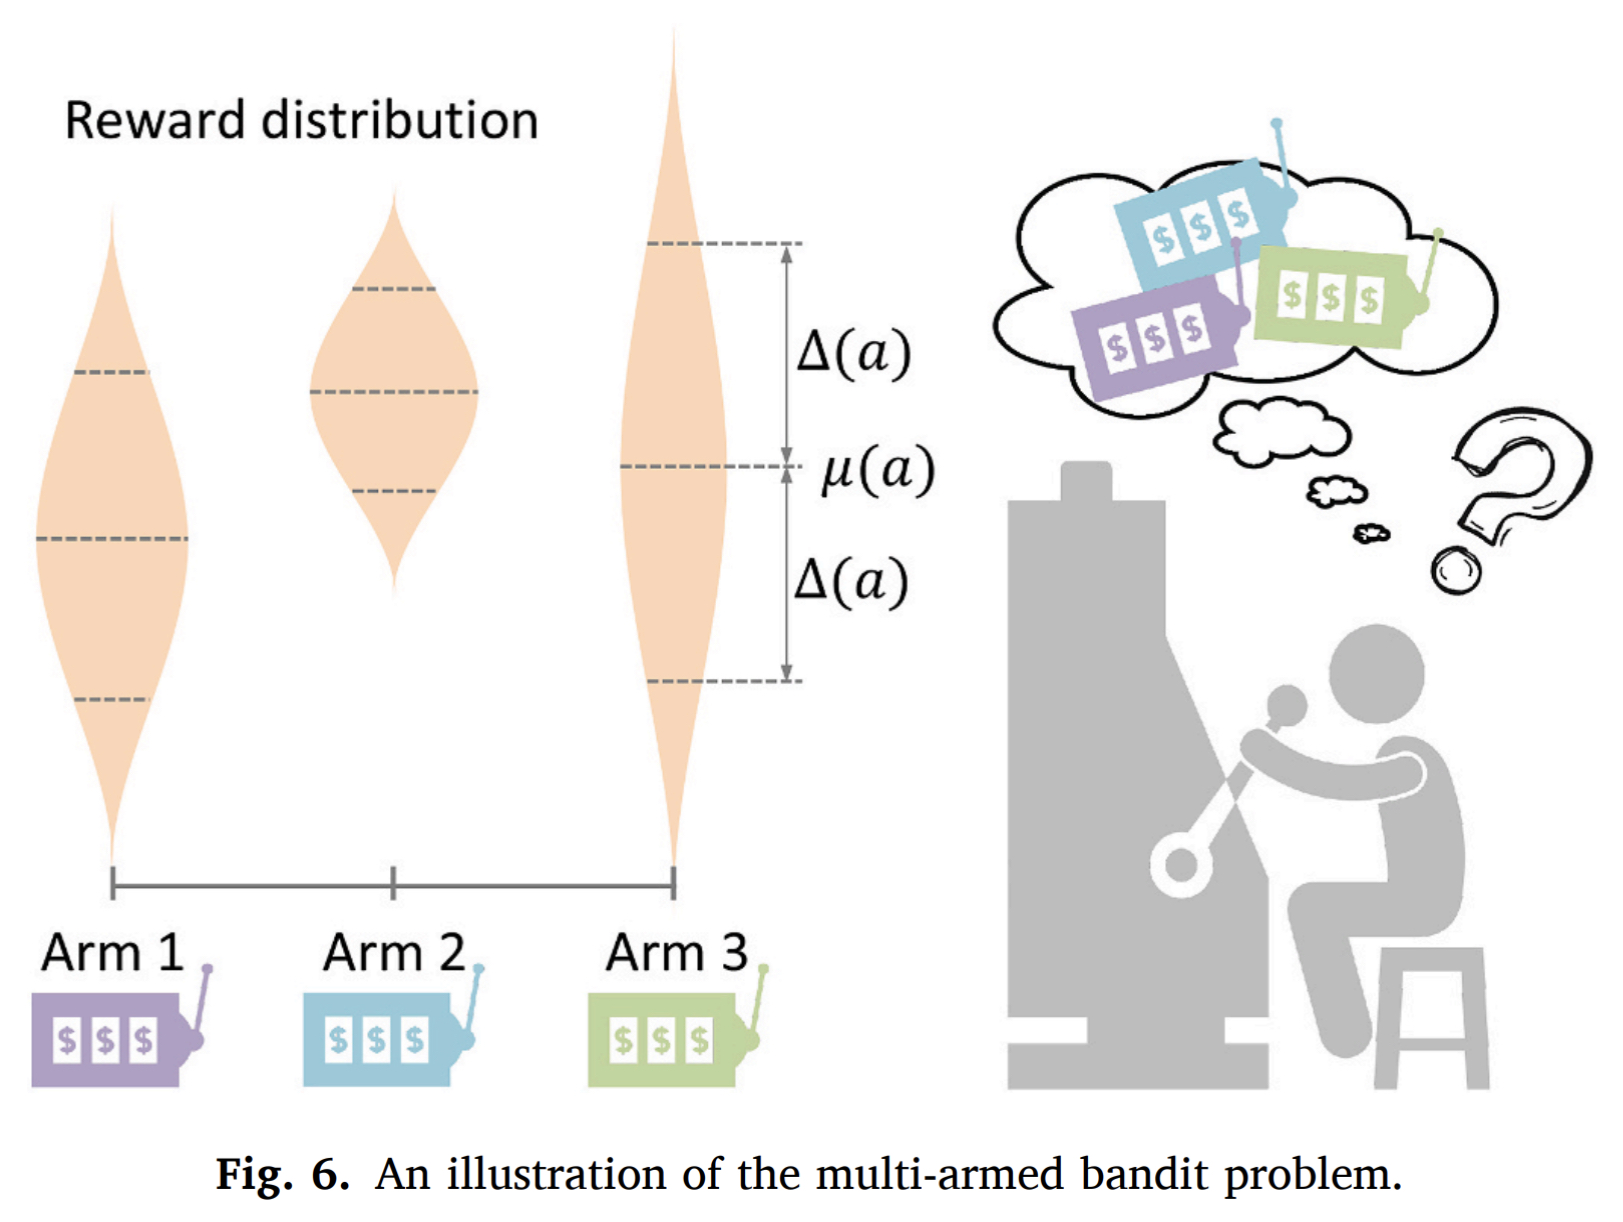 Reward distribution
Δ(a)
μ(a)
Δ(a)
Arm 1
Arm 2
Arm 3
$ $ $
$ $ $
$ $ $
$ $ $
$ $ $
$ $ $
Fig. 6. An illustration of the multi-armed bandit problem.